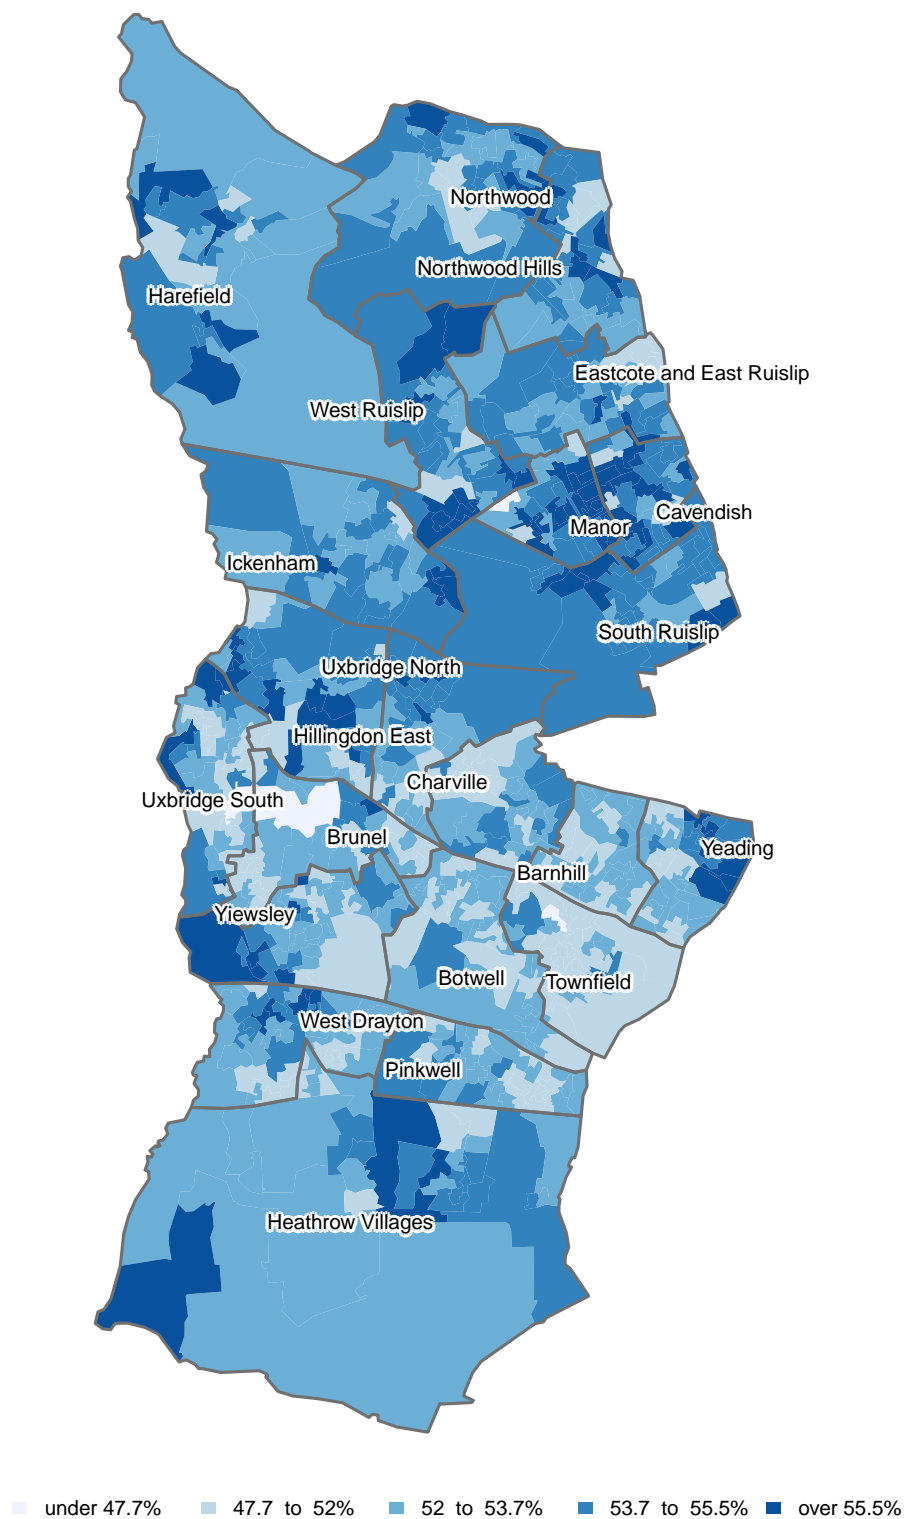 Northwood
Northwood Hills
Harefield
Eastcote and East Ruislip
West Ruislip
Cavendish
Manor
Ickenham
South Ruislip
Uxbridge North
Hillingdon East
Charville
Uxbridge South
Brunel
Yeading
Barnhill
Yiewsley
Botwell
Townfield
West Drayton
Pinkwell
Heathrow Villages
under 47.7% 47.7 to 52% 52 to 53.7% 53.7 to 55.5% over 55.5%